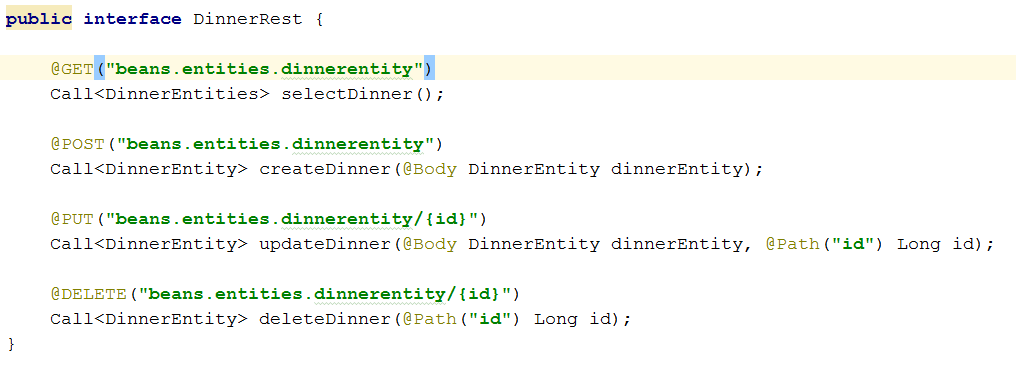 public interface DinnerRest {
@GET("beans.entities.dinnerentity")
Call<DinnerEntities> selectDinner();
@POST("beans.entities.dinnerentity")
Call<DinnerEntity> createDinner(@Body DinnerEntity dinnerEntity);
@PUT("beans.entities.dinnerentity/{id}")
Call<DinnerEntity> updateDinner(@Body DinnerEntity dinnerEntity, @Path("id") Long id);
@DELETE("beans.entities.dinnerentity/{id}")
Call<DinnerEntity> deleteDinner(@Path("id") Long id);
}